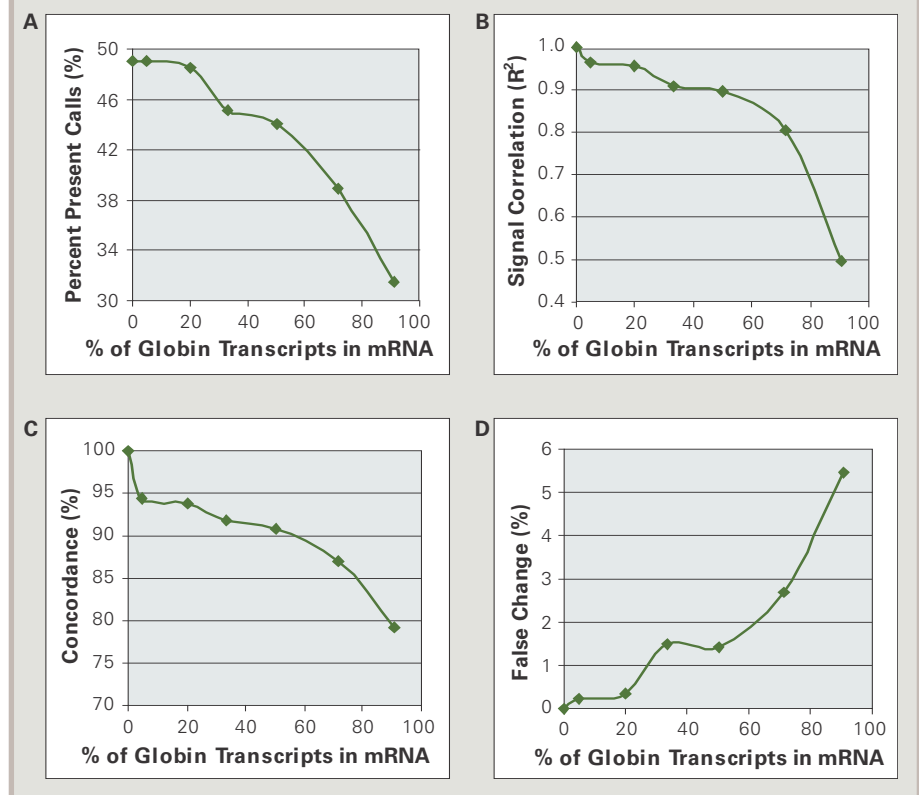 A
Percent Present Calls (%)
50
46
42
38
34
30
0 20 40 60 80 100
% of Globin Transcripts in mRNA
B
Signal Correlation (R²)
1.0
0.9
0.8
0.7
0.6
0.5
0.4
0 20 40 60 80 100
% of Globin Transcripts in mRNA
C
Concordance (%)
100
95
90
85
80
75
70
0 20 40 60 80 100
% of Globin Transcripts in mRNA
D
False Change (%)
6
5
4
3
2
1
0
0 20 40 60 80 100
% of Globin Transcripts in mRNA